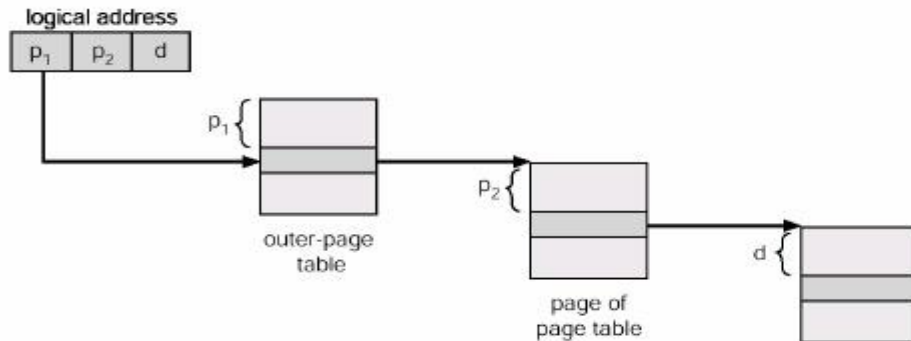 logical address
p₁ p₂ d
p₁
outer-page
table
p₂
page of
page table
d